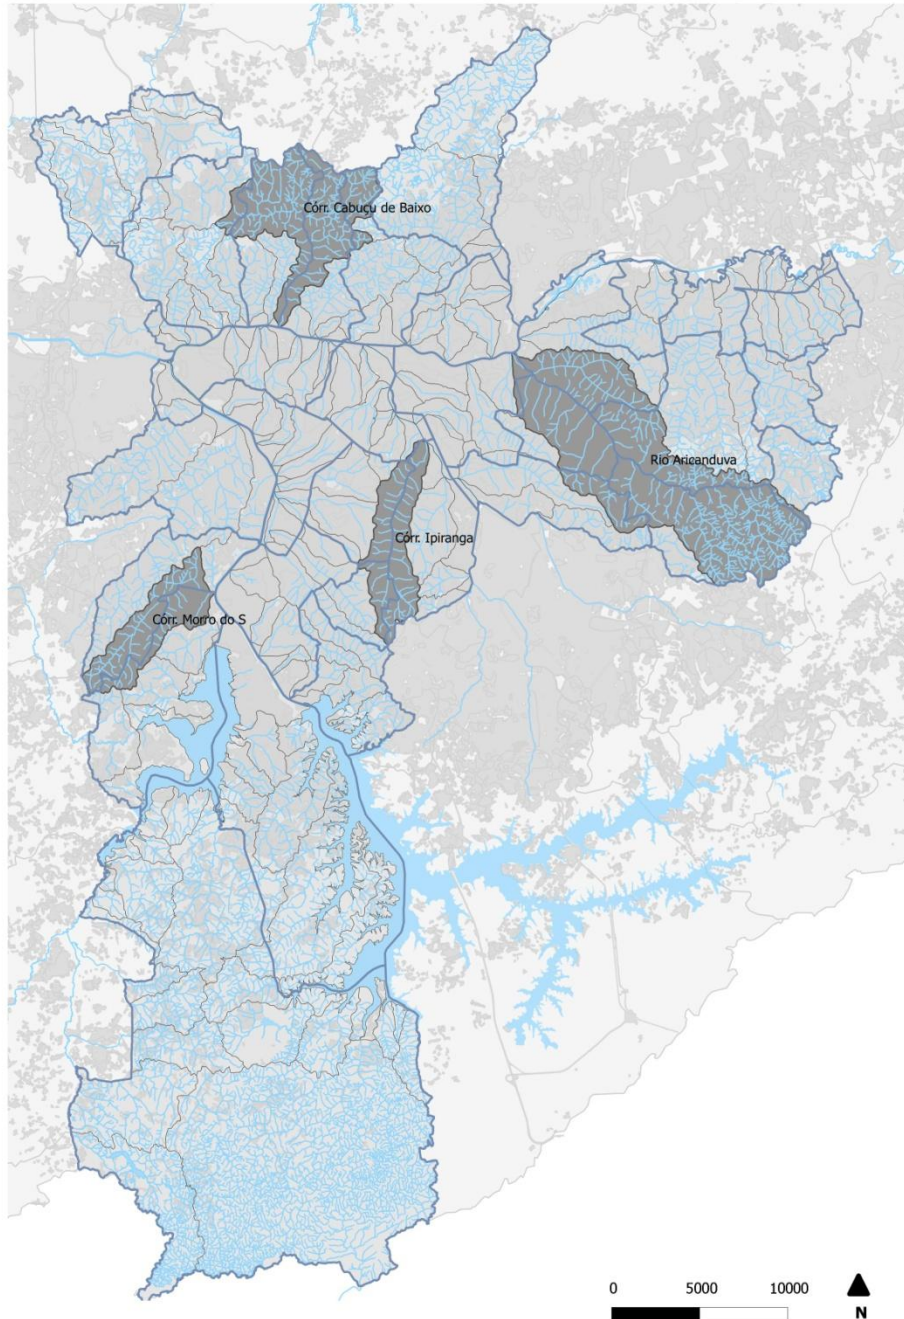 Córr. Cabuçu de Baixo
Rio Aricanduva
Córr. Ipiranga
Córr. Morro do S
0 5000 10000
N